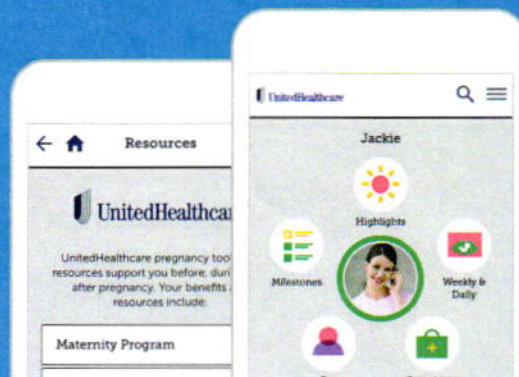 Resources
UnitedHealthca
UnitedHealthcare pregnancy too
resources support you before, duri
after pregnancy. Your benefits
resources include:
Maternity Program
UnitedHealthcare
Jackie
Highlights
Milestones
Weekly &
Daily